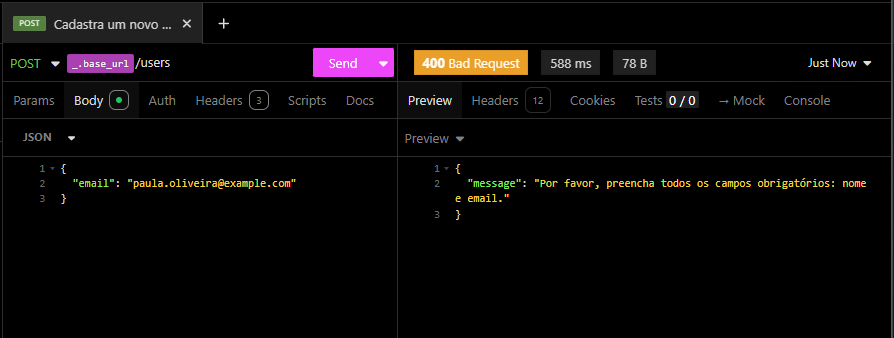 POST Cadastra um novo ... ✕ +
POST _.base_url /users Send
400 Bad Request 588 ms 78 B Just Now
Params Body Auth Headers 3 Scripts Docs
Preview Headers 12 Cookies Tests 0 / 0 → Mock Console
JSON
Preview
1 {
2 "email": "paula.oliveira@example.com"
3 }
1 {
2 "message": "Por favor, preencha todos os campos obrigatórios: nome
e email."
3 }